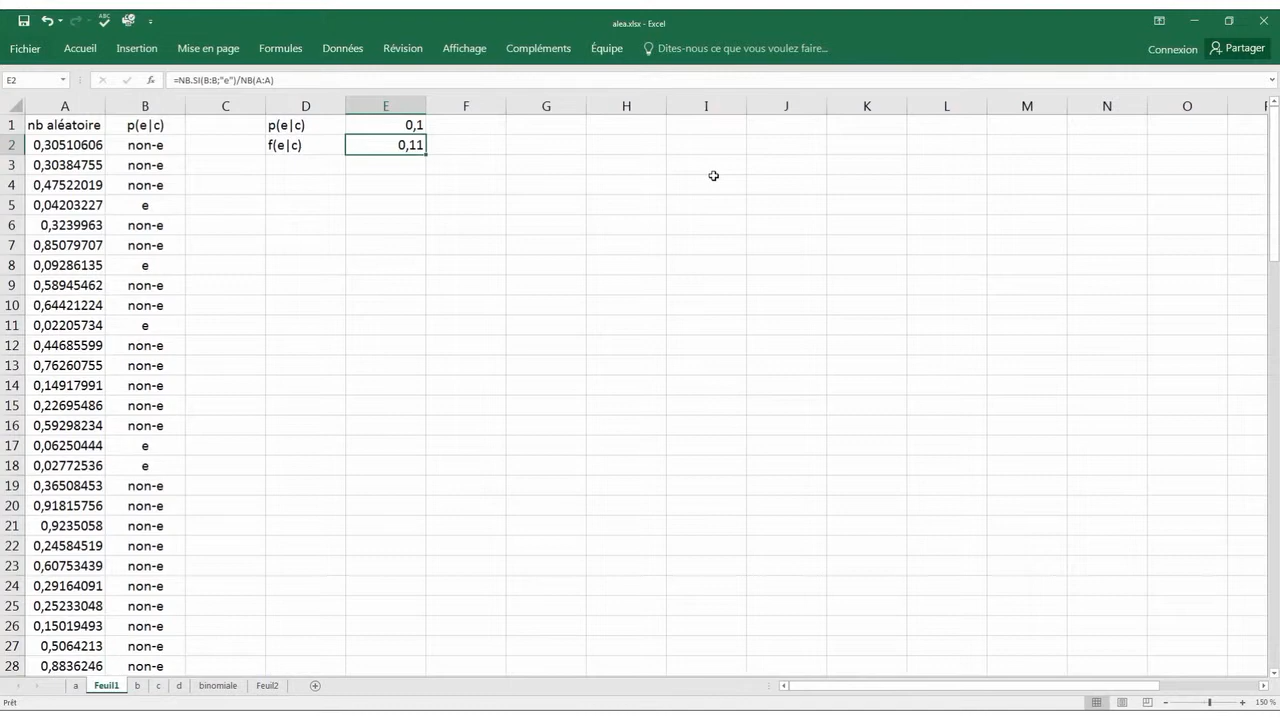 alea.xlsx - Excel
Fichier Accueil Insertion Mise en page Formules Données Révision Affichage Compléments Équipe Dites-nous ce que vous voulez faire... Connexion Partager
E2 fx =NB.SI(B:B;"e")/NB(A:A)
A B C D E F G H I J K L M N O
1 nb aléatoire p(e|c) p(e|c) 0,1
2 0,30510606 non-e f(e|c) 0,11
3 0,30384755 non-e
4 0,47522019 non-e
5 0,04203227 e
6 0,3239963 non-e
7 0,85079707 non-e
8 0,09286135 e
9 0,58945462 non-e
10 0,64421224 non-e
11 0,02205734 e
12 0,44685599 non-e
13 0,76260755 non-e
14 0,14917991 non-e
15 0,22695486 non-e
16 0,59298234 non-e
17 0,06250444 e
18 0,02772536 e
19 0,36508453 non-e
20 0,91815756 non-e
21 0,9235058 non-e
22 0,24584519 non-e
23 0,60753439 non-e
24 0,29164091 non-e
25 0,25233048 non-e
26 0,15019493 non-e
27 0,5064213 non-e
28 0,8836246 non-e
a Feuil1 b c d binomiale Feuil2
Prêt 150 %